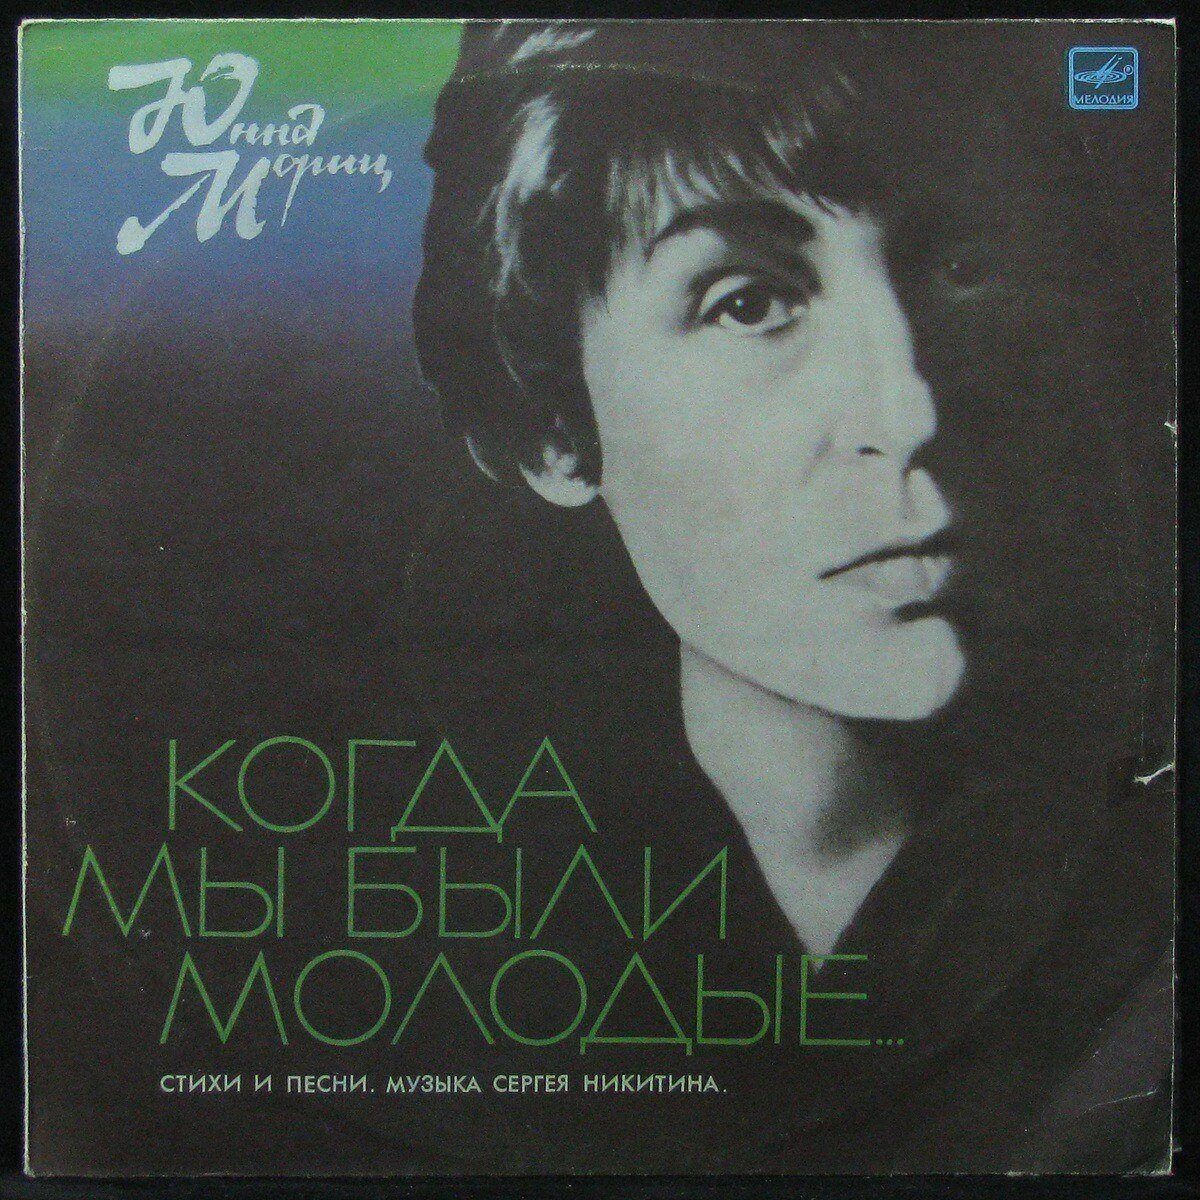 Юнна
Мориц
МЕЛОДИЯ
КОГДА
МЫ БЫЛИ
МОЛОДЫЕ...
СТИХИ И ПЕСНИ. МУЗЫКА СЕРГЕЯ НИКИТИНА.